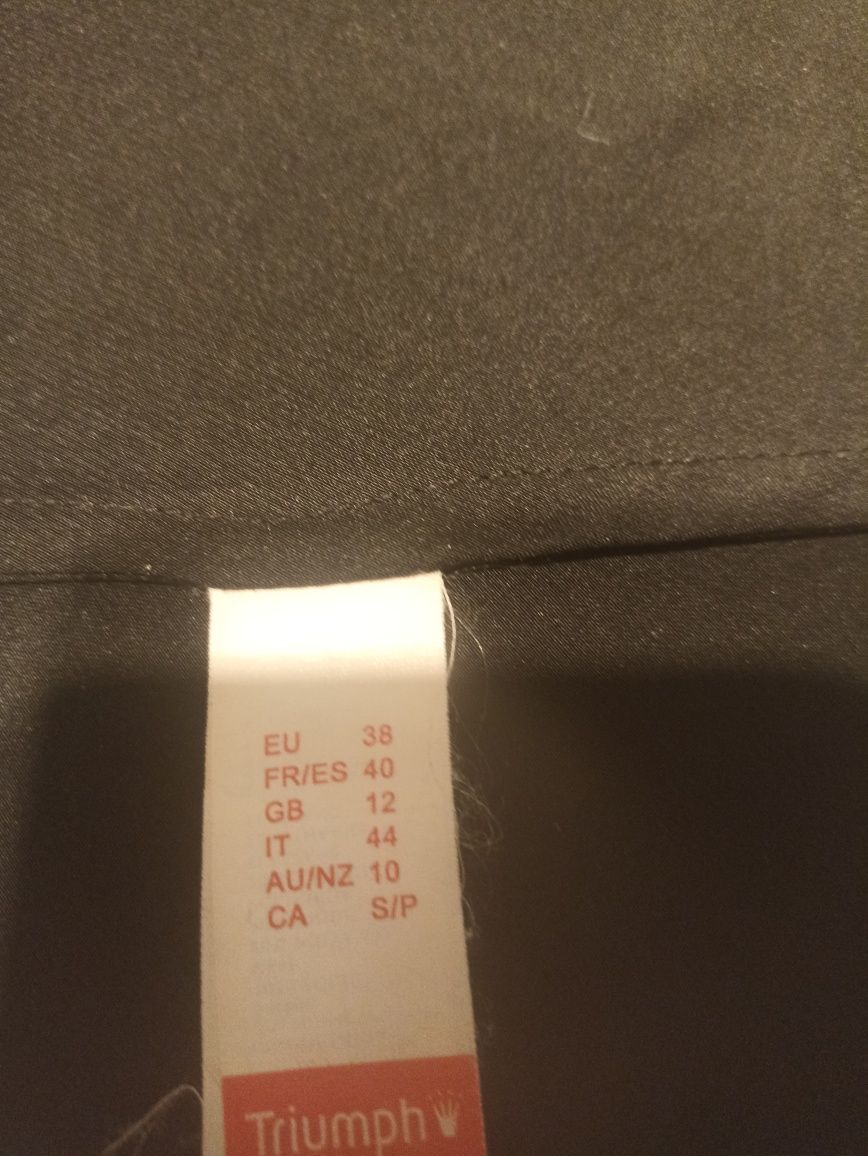 EU 38
FR/ES 40
GB 12
IT 44
AU/NZ 10
CA S/P
Triumph